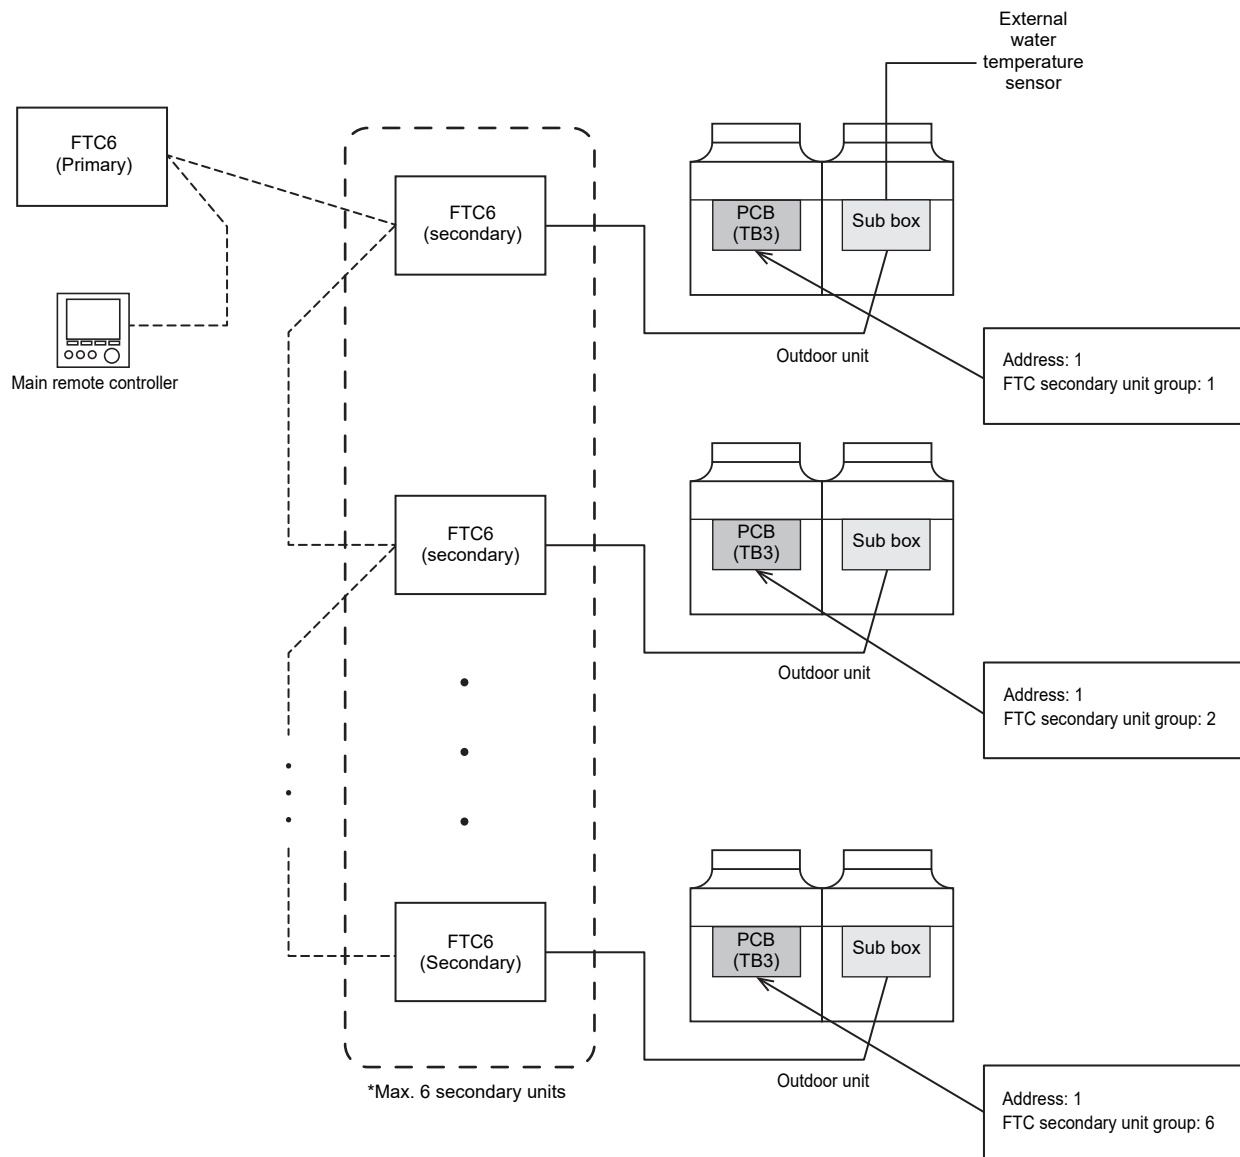 External
water
temperature
sensor
FTC6
(Primary)
FTC6
(secondary)
PCB
(TB3)
Sub box
Main remote controller
Outdoor unit
Address: 1
FTC secondary unit group: 1
FTC6
(secondary)
PCB
(TB3)
Sub box
Outdoor unit
Address: 1
FTC secondary unit group: 2
FTC6
(Secondary)
PCB
(TB3)
Sub box
Outdoor unit
*Max. 6 secondary units
Address: 1
FTC secondary unit group: 6